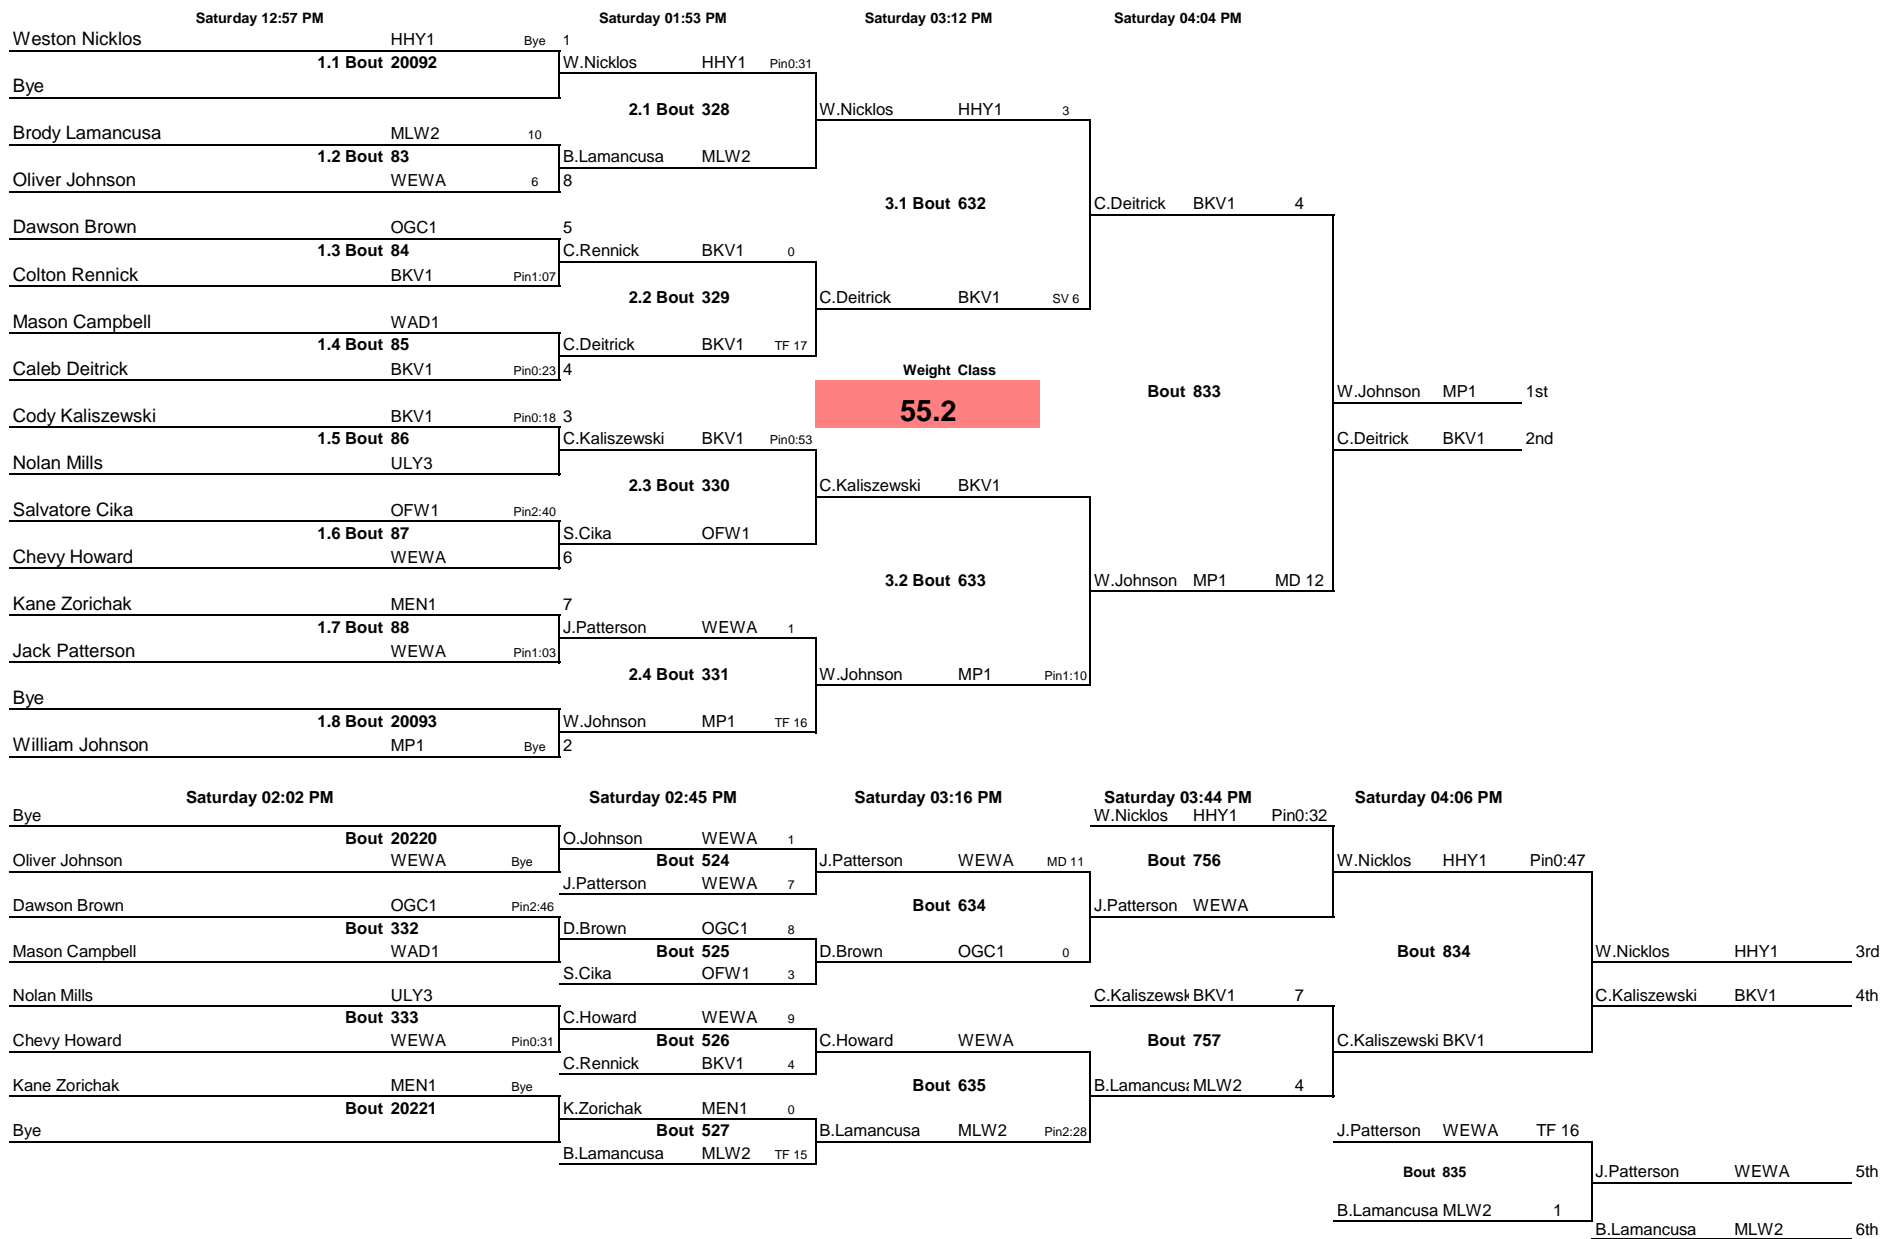 Saturday 12:57 PM Saturday 01:53 PM Saturday 03:12 PM Saturday 04:04 PM
Weston Nicklos HHY1 Bye 1
1.1 Bout 20092 W.Nicklos HHY1 Pin0:31
Bye
2.1 Bout 328 W.Nicklos HHY1 3
Brody Lamancusa MLW2 10
1.2 Bout 83 B.Lamancusa MLW2
Oliver Johnson WEWA 6 8
3.1 Bout 632 C.Deitrick BKV1 4
Dawson Brown OGC1 5
1.3 Bout 84 C.Rennick BKV1 0
Colton Rennick BKV1 Pin1:07
2.2 Bout 329 C.Deitrick BKV1 SV 6
Mason Campbell WAD1
1.4 Bout 85 C.Deitrick BKV1 TF 17
Caleb Deitrick BKV1 Pin0:23 4 Weight Class
Bout 833 W.Johnson MP1 1st
Cody Kaliszewski BKV1 Pin0:18 3 55.2
1.5 Bout 86 C.Kaliszewski BKV1 Pin0:53 C.Deitrick BKV1 2nd
Nolan Mills ULY3
2.3 Bout 330 C.Kaliszewski BKV1
Salvatore Cika OFW1 Pin2:40
1.6 Bout 87 S.Cika OFW1
Chevy Howard WEWA 6
3.2 Bout 633 W.Johnson MP1 MD 12
Kane Zorichak MEN1 7
1.7 Bout 88 J.Patterson WEWA 1
Jack Patterson WEWA Pin1:03
2.4 Bout 331 W.Johnson MP1 Pin1:10
Bye
1.8 Bout 20093 W.Johnson MP1 TF 16
William Johnson MP1 Bye 2
Saturday 02:02 PM Saturday 02:45 PM Saturday 03:16 PM Saturday 03:44 PM Saturday 04:06 PM
Bye W.Nicklos HHY1 Pin0:32
Bout 20220 O.Johnson WEWA 1
Oliver Johnson WEWA Bye Bout 524 J.Patterson WEWA MD 11 Bout 756 W.Nicklos HHY1 Pin0:47
J.Patterson WEWA 7
Dawson Brown OGC1 Pin2:46 Bout 634 J.Patterson WEWA
Bout 332 D.Brown OGC1 8
Mason Campbell WAD1 Bout 525 D.Brown OGC1 0 Bout 834 W.Nicklos HHY1 3rd
S.Cika OFW1 3
Nolan Mills ULY3 C.Kaliszewsk BKV1 7 C.Kaliszewski BKV1 4th
Bout 333 C.Howard WEWA 9
Chevy Howard WEWA Pin0:31 Bout 526 C.Howard WEWA Bout 757 C.Kaliszewski BKV1
C.Rennick BKV1 4
Kane Zorichak MEN1 Bye Bout 635 B.Lamancusa MLW2 4
Bout 20221 K.Zorichak MEN1 0
Bye Bout 527 B.Lamancusa MLW2 Pin2:28 J.Patterson WEWA TF 16
B.Lamancusa MLW2 TF 15
Bout 835 J.Patterson WEWA 5th
B.Lamancusa MLW2 1
B.Lamancusa MLW2 6th